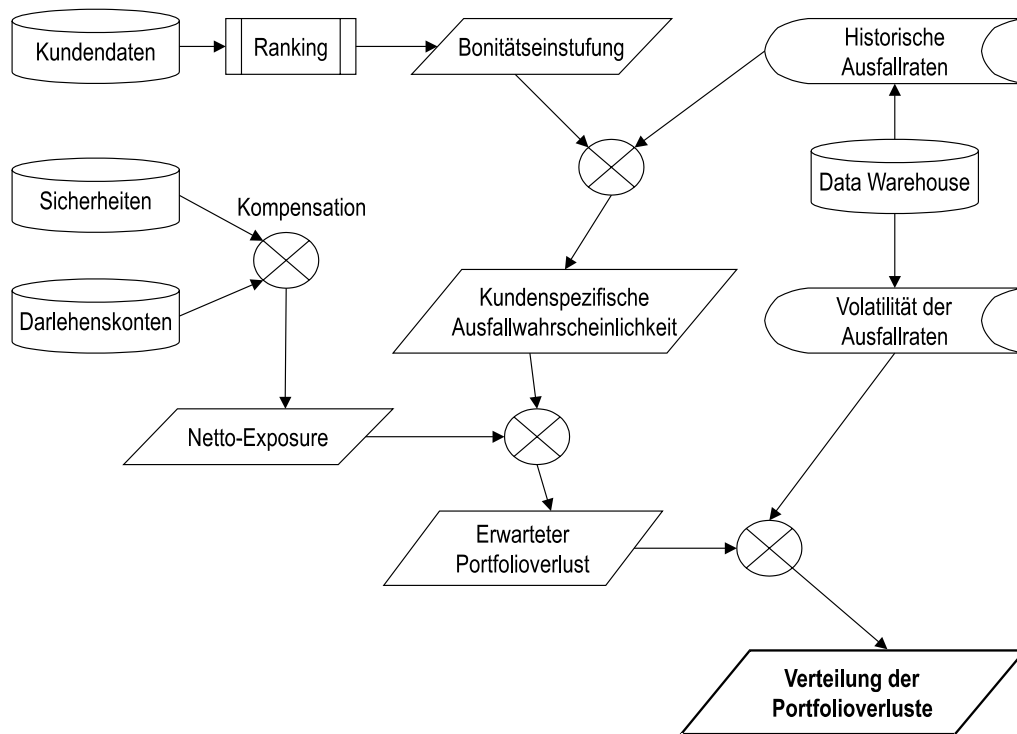 Kundendaten
Ranking
Bonitätseinstufung
Historische
Ausfallraten
Data Warehouse
Sicherheiten
Kompensation
Darlehenskonten
Kundenspezifische
Ausfallwahrscheinlichkeit
Volatilität der
Ausfallraten
Netto-Exposure
Erwarteter
Portfolioverlust
Verteilung der
Portfolioverluste